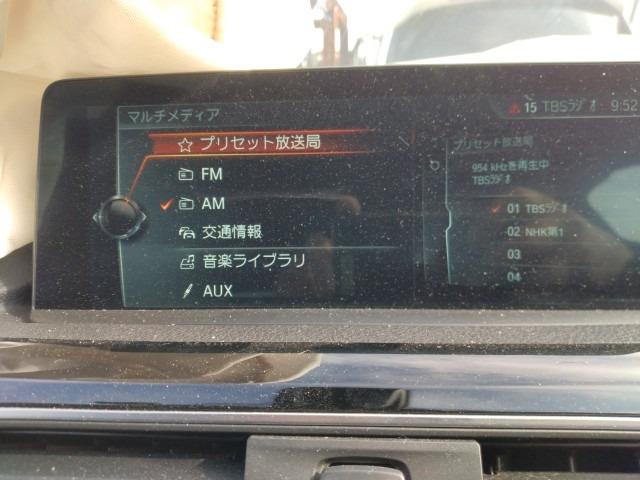 マルチメディア
15 TBSラジオ 9:52
プリセット放送局
FM
AM
交通情報
音楽ライブラリ
AUX
プリセット放送局
954 kHzを再生中
TBSラジオ
01 TBSラジオ
02 NHK第1
03
04